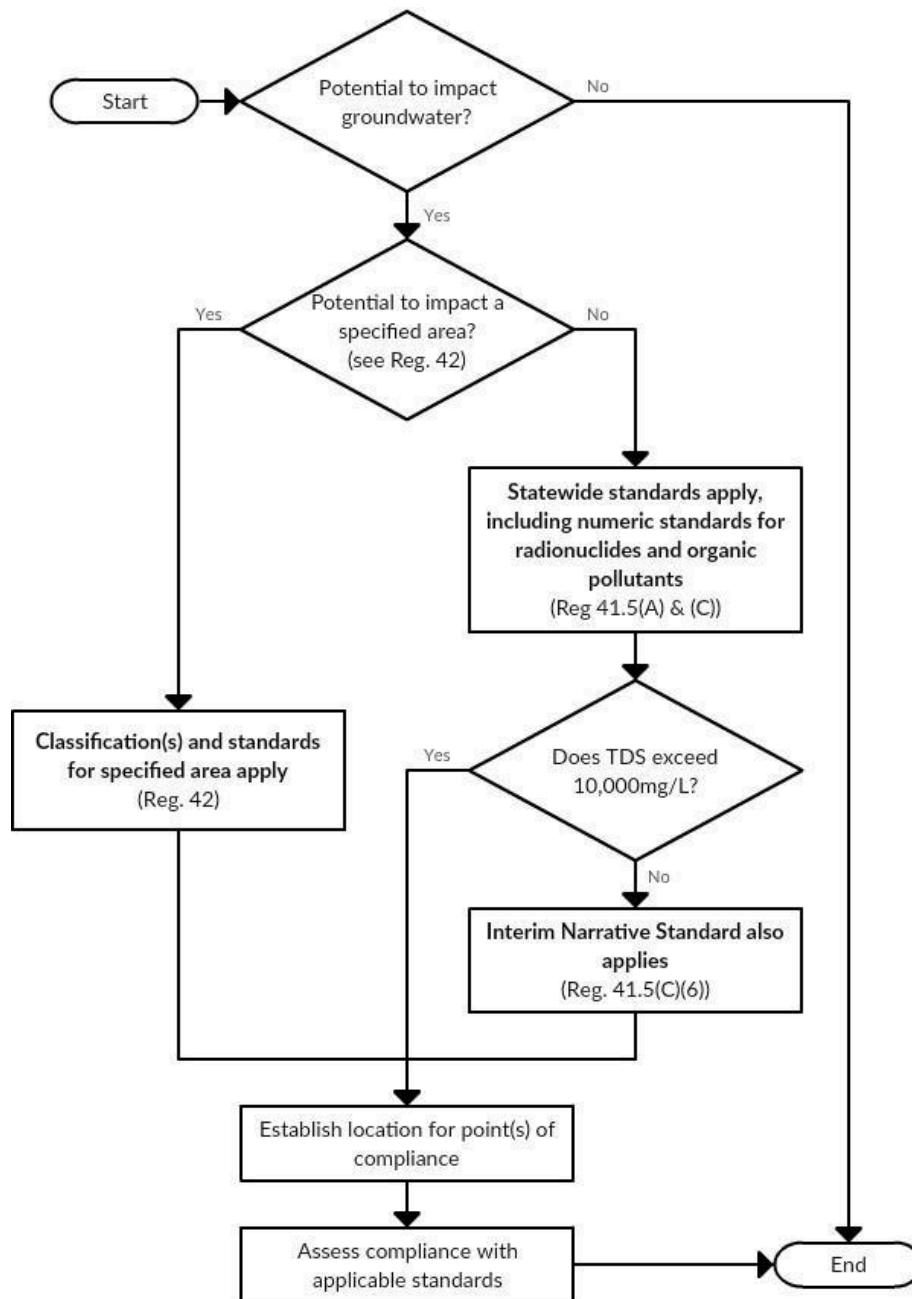 Start
Potential to impact
groundwater?
No
Yes
Potential to impact a
specified area?
(see Reg. 42)
Yes
No
Statewide standards apply,
including numeric standards for
radionuclides and organic
pollutants
(Reg 41.5(A) & (C))
Classification(s) and standards
for specified area apply
(Reg. 42)
Does TDS exceed
10,000mg/L?
Yes
No
Interim Narrative Standard also
applies
(Reg. 41.5(C)(6))
Establish location for point(s) of
compliance
Assess compliance with
applicable standards
End